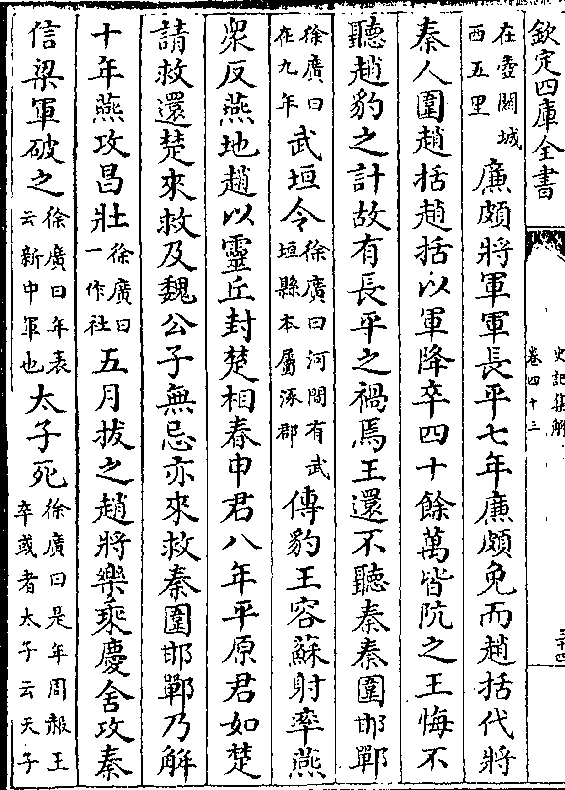 欽定四庫全書
史記集解
卷四十三
三十四
在壺關城
西五里
廉頗將軍軍長平七年廉頗免而趙括代將
秦人圍趙括趙括以軍降卒四十餘萬皆阬之王悔不
聽趙豹之計故有長平之禍焉王還不聽秦秦圍邯鄲
徐廣曰
在九年
武垣令
徐廣曰河間有武
垣縣本屬涿郡
傅豹王容蘇射率燕
衆反燕地趙以靈丘封楚相春申君八年平原君如楚
請救還楚來救及魏公子無忌亦來救秦圍邯鄲乃解
十年燕攻昌壯
徐廣曰
一作社
五月拔之趙將樂乘慶舍攻秦
信梁軍破之
徐廣曰年表
云新中軍也
太子死
徐廣曰是年周赧王
卒或者太子云天子